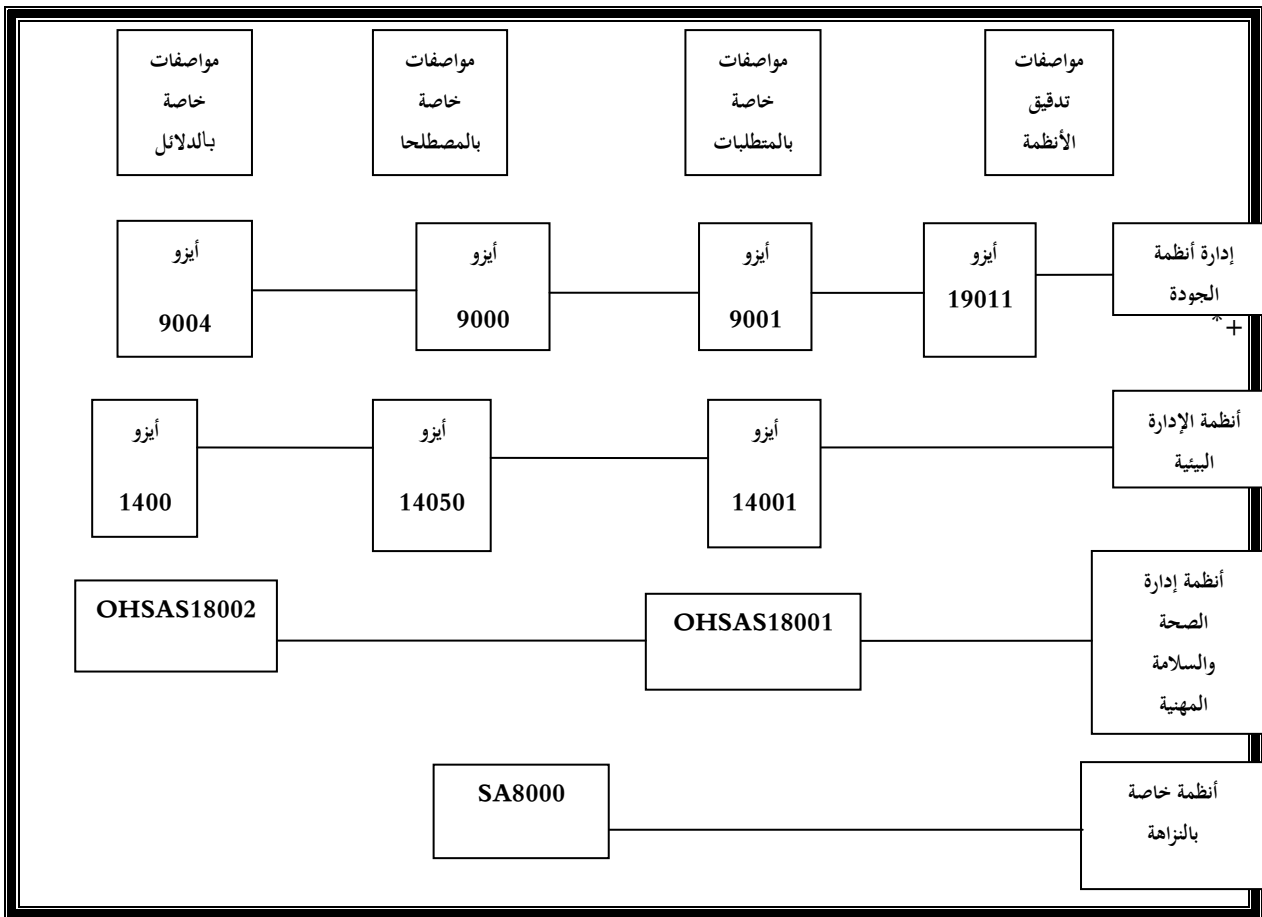 مواصفات
تدقيق
الأنظمة
مواصفات
خاصة
بالمتطلبات
مواصفات
خاصة
بالمصطلحا
مواصفات
خاصة
بالدلائل
إدارة أنظمة
الجودة
*+
أيزو
19011
أيزو
9001
أيزو
9000
أيزو
9004
أنظمة الإدارة
البيئية
أيزو
14001
أيزو
14050
أيزو
1400
أنظمة إدارة
الصحة
والسلامة
المهنية
OHSAS18001
OHSAS18002
أنظمة خاصة
بالنزاهة
SA8000